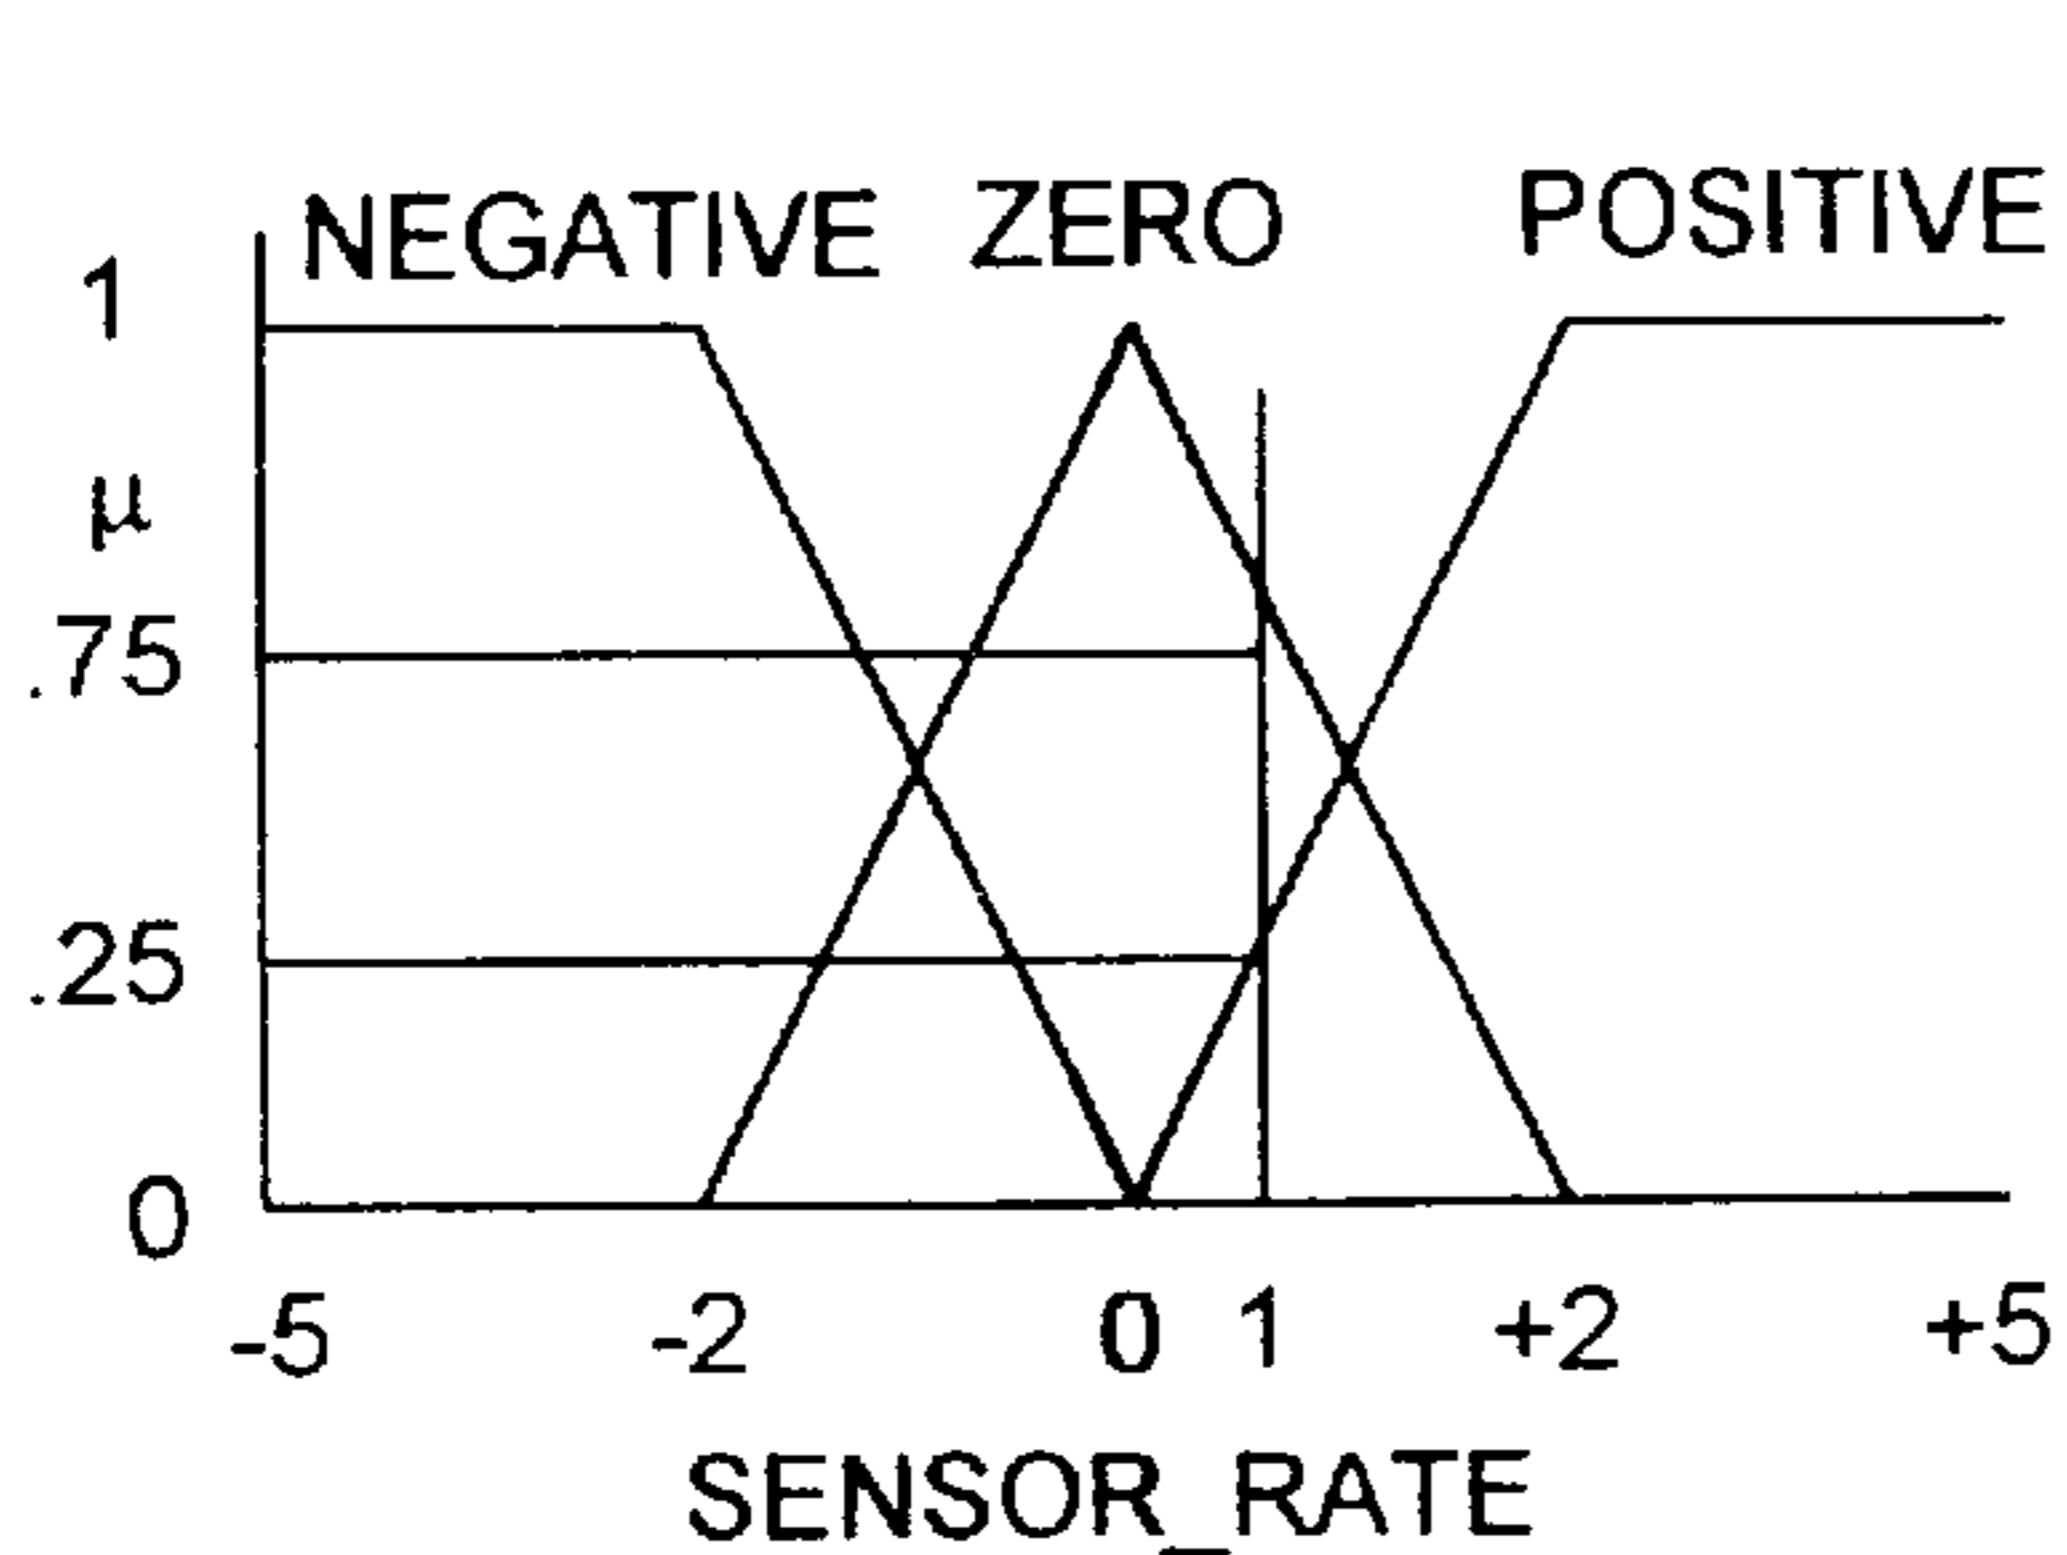 NEGATIVE ZERO POSITIVE
1
μ
.75
.25
0
-5 -2 0 1 +2 +5
SENSOR_RATE